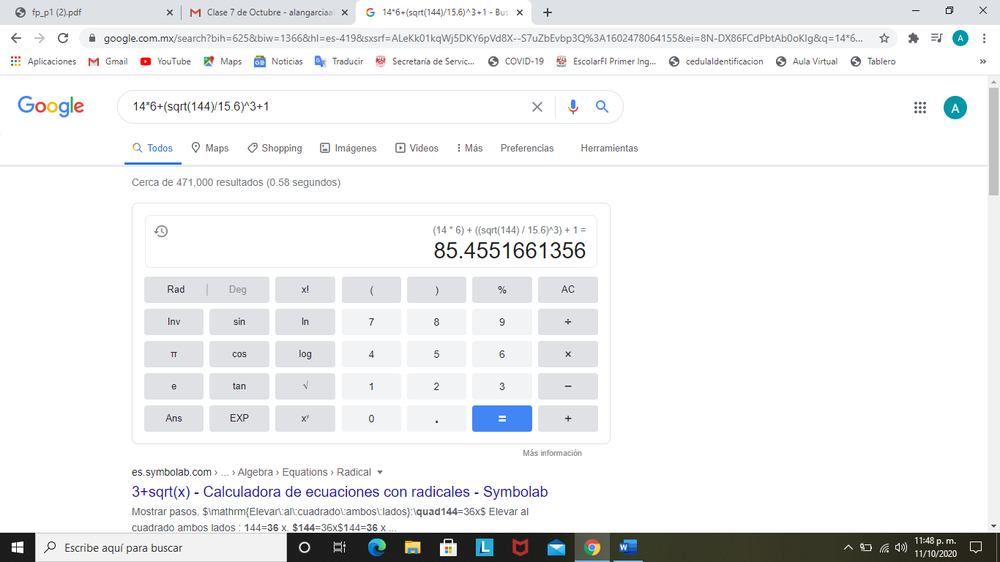 fp_p1 (2).pdf
Clase 7 de Octubre - alangarciaa
14*6+(sqrt(144)/15.6)^3+1 - Bus
google.com.mx/search?bih=625&biw=1366&hl=es-419&sxsrf=ALeKk01kqWj5DKY6pVd8X--S7uZbEvbp3Q%3A1602478064155&ei=8N-DX86FCdPbtAb0oKlg&q=14*6...
A
Aplicaciones
Gmail
YouTube
Maps
Noticias
Traducir
Secretaría de Servic...
COVID-19
EscolarFI Primer Ing...
cedulaIdentificacion
Aula Virtual
Tablero
»
Google
14*6+(sqrt(144)/15.6)^3+1
A
Todos
Maps
Shopping
Imágenes
Videos
Más
Preferencias
Herramientas
Cerca de 471,000 resultados (0.58 segundos)
(14 * 6) + ((sqrt(144) / 15.6)^3) + 1 =
85.4551661356
Rad | Deg x! ( ) % AC
Inv sin ln 7 8 9 ÷
π cos log 4 5 6 ×
e tan √ 1 2 3 −
Ans EXP xʸ 0 . = +
Más información
es.symbolab.com › ... › Algebra › Equations › Radical
3+sqrt(x) - Calculadora de ecuaciones con radicales - Symbolab
Mostrar pasos. $\mathrm{Elevar\:al\:cuadrado\:ambos\:lados}:\quad144=36x$ Elevar al
cuadrado ambos lados : 144=36 x. $144=36x$144=36 x ...
Escribe aquí para buscar
L
W
11:48 p. m.
11/10/2020